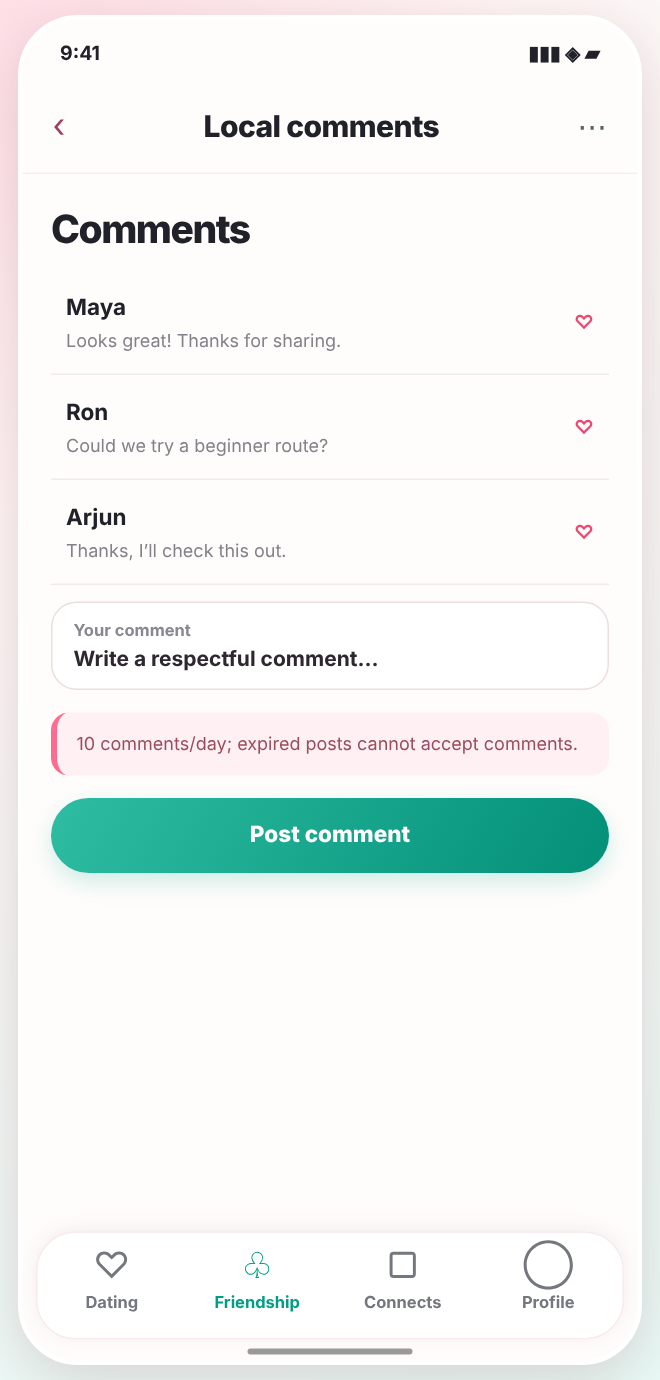 9:41
Local comments
Comments
Maya
Looks great! Thanks for sharing.
Ron
Could we try a beginner route?
Arjun
Thanks, I’ll check this out.
Your comment
Write a respectful comment...
10 comments/day; expired posts cannot accept comments.
Post comment
Dating
Friendship
Connects
Profile